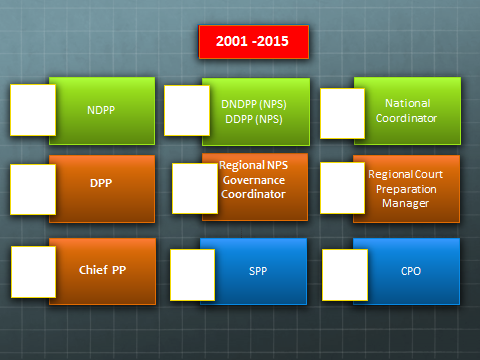 2001 -2015
NDPP
DNDPP (NPS)
DDPP (NPS)
National
Coordinator
DPP
Regional NPS
Governance
Coordinator
Regional Court
Preparation
Manager
Chief PP
SPP
CPO